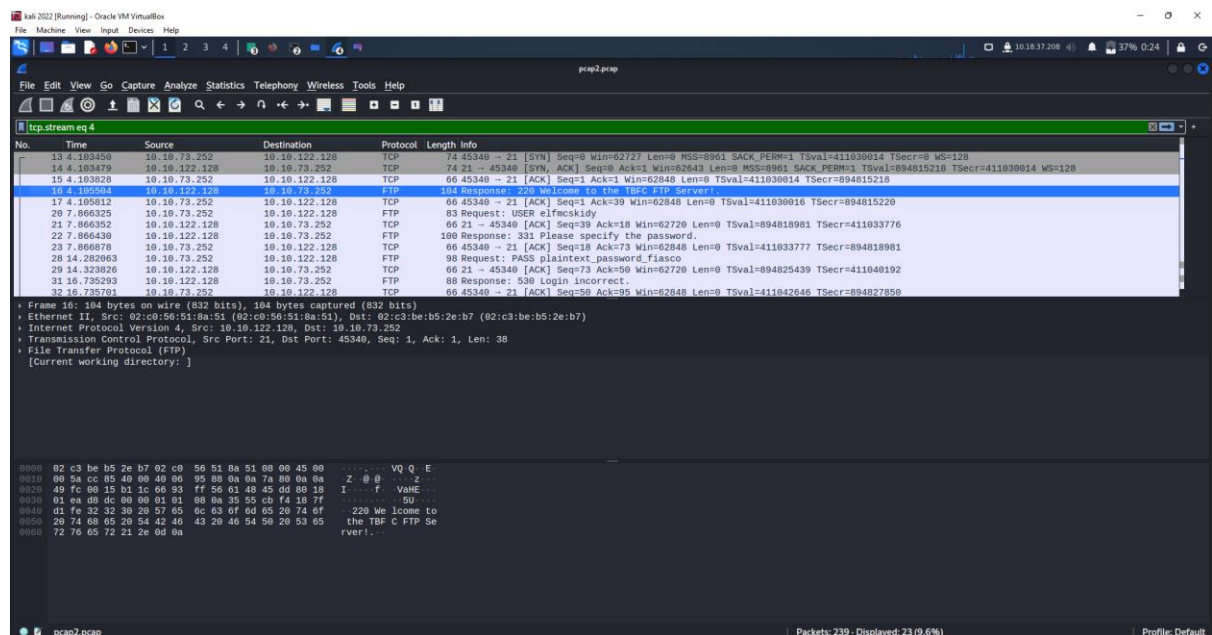 kali 2022 [Running] - Oracle VM VirtualBox
File Machine View Input Devices Help
1 2 3 4 10.18.37.208 37% 0:24
pcap2.pcap
File Edit View Go Capture Analyze Statistics Telephony Wireless Tools Help
tcp.stream eq 4
No. Time Source Destination Protocol Length Info
13 4.103450 10.10.73.252 10.10.122.128 TCP 74 45340 → 21 [SYN] Seq=0 Win=62727 Len=0 MSS=8961 SACK_PERM=1 TSval=411030014 TSecr=0 WS=128
14 4.103479 10.10.122.128 10.10.73.252 TCP 74 21 → 45340 [SYN, ACK] Seq=0 Ack=1 Win=62643 Len=0 MSS=8961 SACK_PERM=1 TSval=894815218 TSecr=411030014 WS=128
15 4.103828 10.10.73.252 10.10.122.128 TCP 66 45340 → 21 [ACK] Seq=1 Ack=1 Win=62848 Len=0 TSval=411030014 TSecr=894815218
16 4.105504 10.10.122.128 10.10.73.252 FTP 104 Response: 220 Welcome to the TBFC FTP Server!.
17 4.105812 10.10.73.252 10.10.122.128 TCP 66 45340 → 21 [ACK] Seq=1 Ack=39 Win=62848 Len=0 TSval=411030016 TSecr=894815220
20 7.866325 10.10.73.252 10.10.122.128 FTP 83 Request: USER elfmcskidy
21 7.866352 10.10.122.128 10.10.73.252 TCP 66 21 → 45340 [ACK] Seq=39 Ack=18 Win=62720 Len=0 TSval=894818981 TSecr=411033776
22 7.866430 10.10.122.128 10.10.73.252 FTP 100 Response: 331 Please specify the password.
23 7.866878 10.10.73.252 10.10.122.128 TCP 66 45340 → 21 [ACK] Seq=18 Ack=73 Win=62848 Len=0 TSval=411033777 TSecr=894818981
28 14.282063 10.10.73.252 10.10.122.128 FTP 98 Request: PASS plaintext_password_fiasco
29 14.323826 10.10.122.128 10.10.73.252 TCP 66 21 → 45340 [ACK] Seq=73 Ack=50 Win=62720 Len=0 TSval=894825439 TSecr=411040192
31 16.735293 10.10.122.128 10.10.73.252 FTP 88 Response: 530 Login incorrect.
32 16.735701 10.10.73.252 10.10.122.128 TCP 66 45340 → 21 [ACK] Seq=50 Ack=95 Win=62848 Len=0 TSval=411042646 TSecr=894827850
Frame 16: 104 bytes on wire (832 bits), 104 bytes captured (832 bits)
Ethernet II, Src: 02:c0:56:51:8a:51 (02:c0:56:51:8a:51), Dst: 02:c3:be:b5:2e:b7 (02:c3:be:b5:2e:b7)
Internet Protocol Version 4, Src: 10.10.122.128, Dst: 10.10.73.252
Transmission Control Protocol, Src Port: 21, Dst Port: 45340, Seq: 1, Ack: 1, Len: 38
File Transfer Protocol (FTP)
[Current working directory: ]
0000 02 c3 be b5 2e b7 02 c0 56 51 8a 51 08 00 45 00 ····.··· VQ·Q··E·
0010 00 5a cc 85 40 00 40 06 95 88 0a 0a 7a 80 0a 0a ·Z··@·@· ····z···
0020 49 fc 00 15 b1 1c 66 93 ff 56 61 48 45 dd 80 18 I·····f· ·VaHE···
0030 01 ea d8 dc 00 00 01 01 08 0a 35 55 cb f4 18 7f ········ ··5U····
0040 d1 fe 32 32 30 20 57 65 6c 63 6f 6d 65 20 74 6f ··220 We lcome to
0050 20 74 68 65 20 54 42 46 43 20 46 54 50 20 53 65 the TBF C FTP Se
0060 72 76 65 72 21 2e 0d 0a rver!.··
pcap2.pcap Packets: 239 · Displayed: 23 (9.6%) Profile: Default